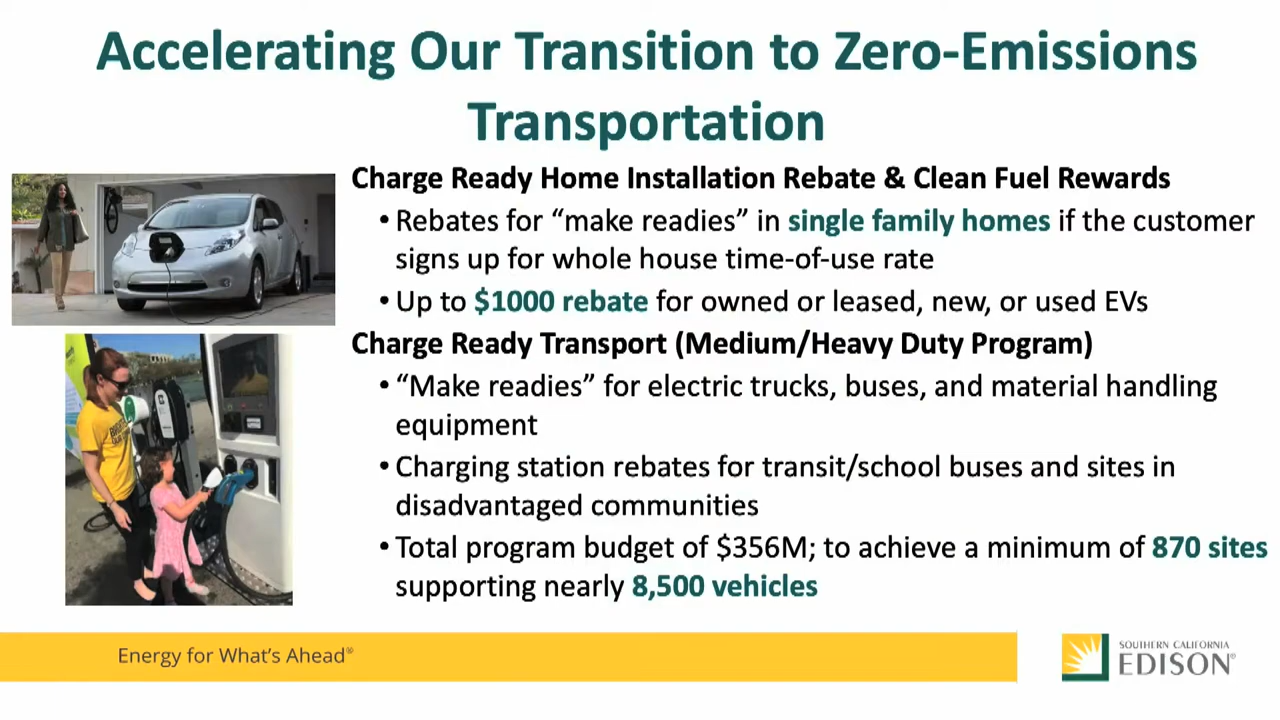 Accelerating Our Transition to Zero-Emissions
Transportation
Charge Ready Home Installation Rebate & Clean Fuel Rewards
• Rebates for “make readies” in single family homes if the customer
signs up for whole house time-of-use rate
• Up to $1000 rebate for owned or leased, new, or used EVs
Charge Ready Transport (Medium/Heavy Duty Program)
• “Make readies” for electric trucks, buses, and material handling
equipment
• Charging station rebates for transit/school buses and sites in
disadvantaged communities
• Total program budget of $356M; to achieve a minimum of 870 sites
supporting nearly 8,500 vehicles
Energy for What’s Ahead®
SOUTHERN CALIFORNIA
EDISON®